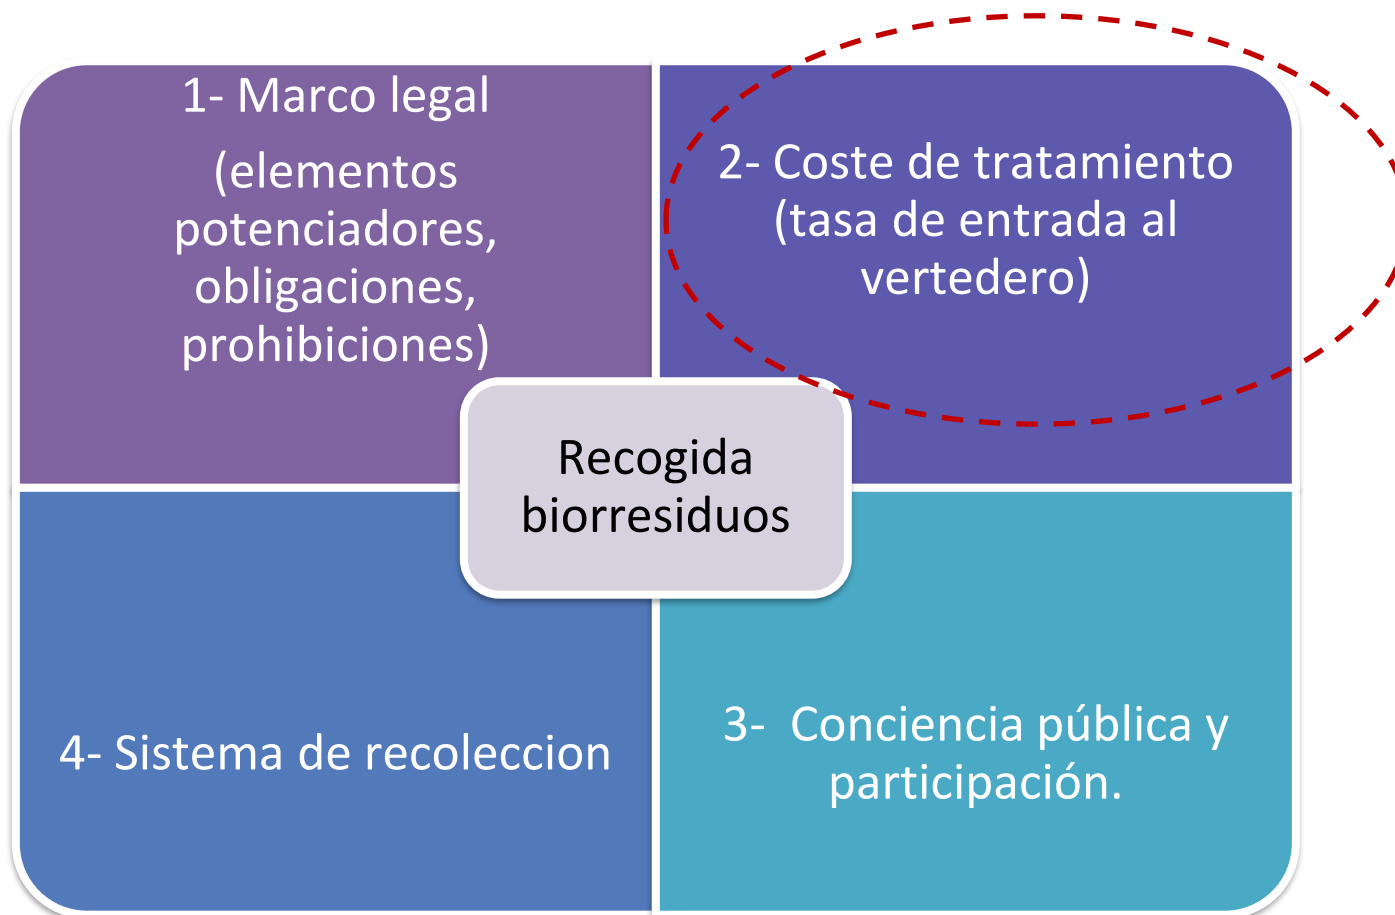 1- Marco legal
(elementos
potenciadores,
obligaciones,
prohibiciones)
2- Coste de tratamiento
(tasa de entrada al
vertedero)
Recogida
biorresiduos
4- Sistema de recoleccion
3-  Conciencia pública y
participación.